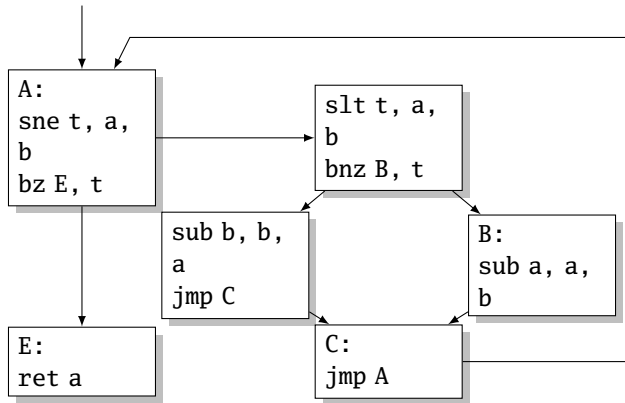 A:
sne t, a,
b
bz E, t
slt t, a,
b
bnz B, t
sub b, b,
a
jmp C
B:
sub a, a,
b
E:
ret a
C:
jmp A